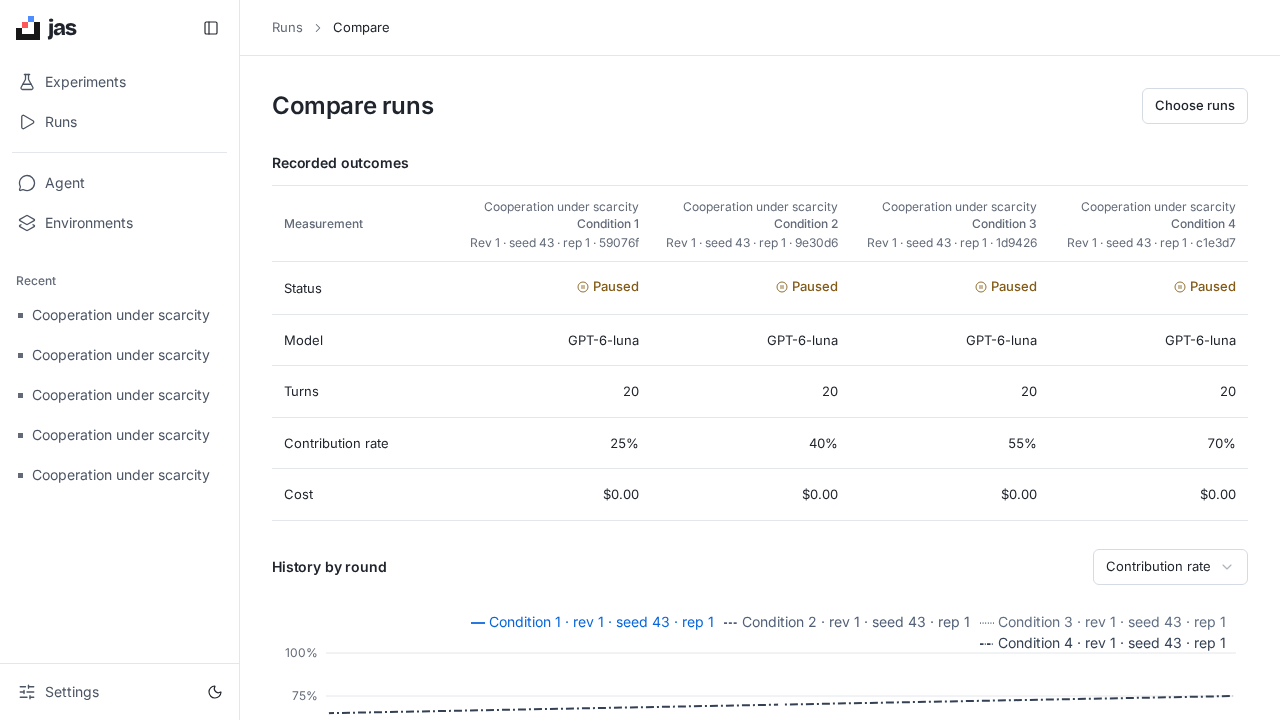 jas
Runs
Compare
Experiments
Runs
Agent
Environments
Recent
Cooperation under scarcity
Cooperation under scarcity
Cooperation under scarcity
Cooperation under scarcity
Cooperation under scarcity
Settings
Compare runs
Choose runs
Recorded outcomes
Measurement
Cooperation under scarcity
Condition 1
Rev 1 · seed 43 · rep 1 · 59076f
Cooperation under scarcity
Condition 2
Rev 1 · seed 43 · rep 1 · 9e30d6
Cooperation under scarcity
Condition 3
Rev 1 · seed 43 · rep 1 · 1d9426
Cooperation under scarcity
Condition 4
Rev 1 · seed 43 · rep 1 · c1e3d7
Status Paused Paused Paused Paused
Model GPT-6-luna GPT-6-luna GPT-6-luna GPT-6-luna
Turns 20 20 20 20
Contribution rate 25% 40% 55% 70%
Cost $0.00 $0.00 $0.00 $0.00
History by round
Contribution rate
Condition 1 · rev 1 · seed 43 · rep 1 Condition 2 · rev 1 · seed 43 · rep 1 Condition 3 · rev 1 · seed 43 · rep 1
Condition 4 · rev 1 · seed 43 · rep 1
100%
75%